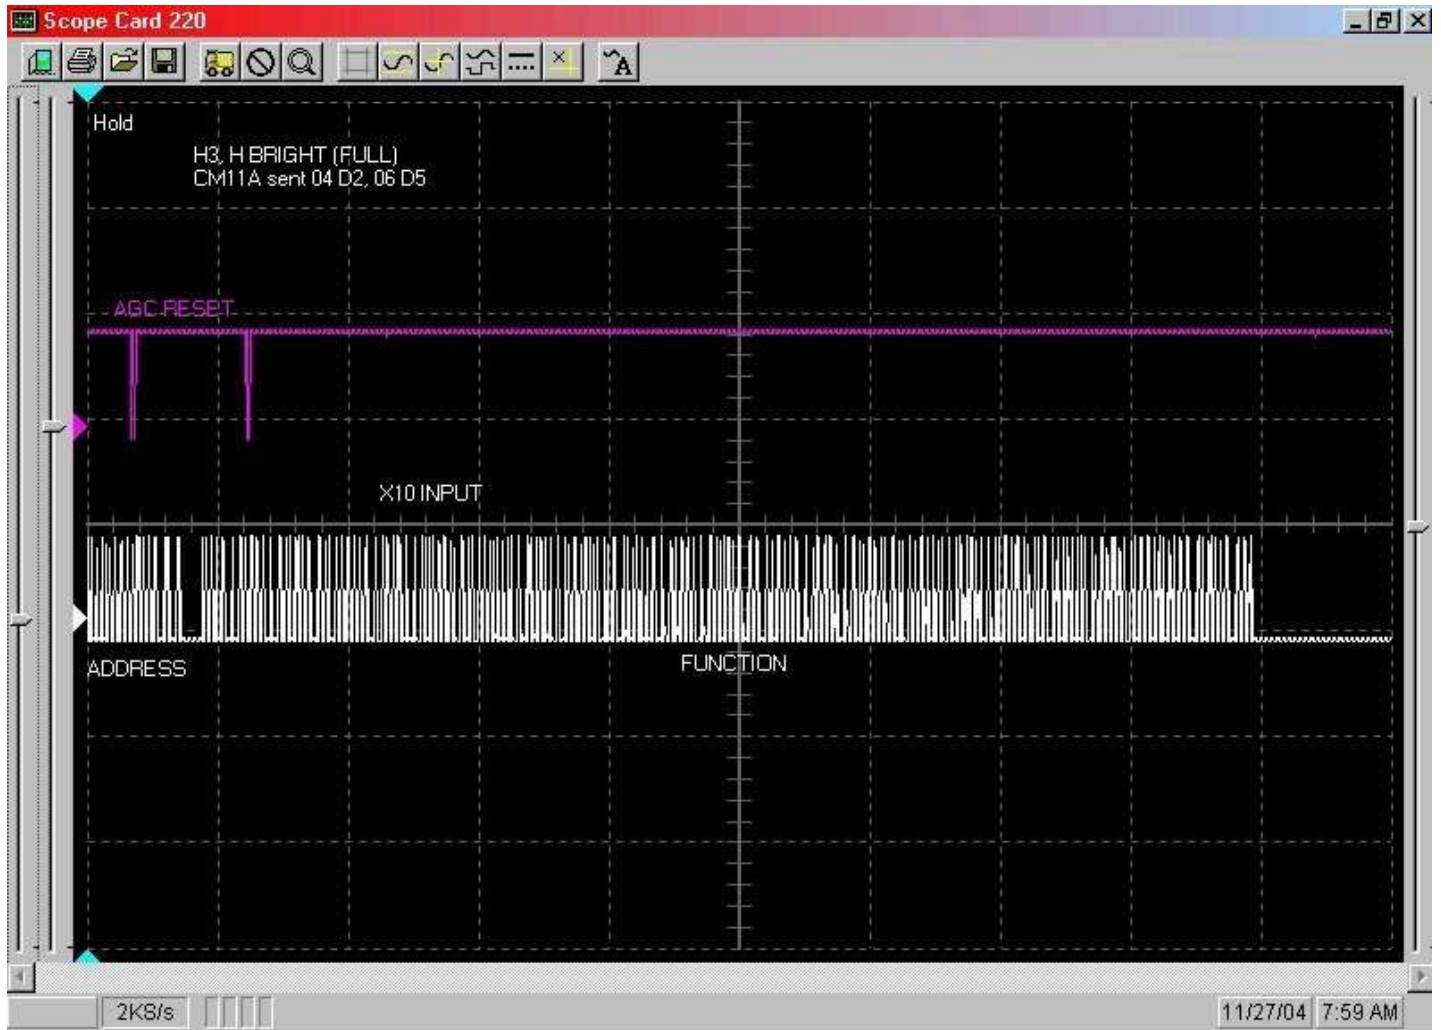 Scope Card 220
A
Hold
H3, H BRIGHT (FULL)
CM11A sent 04 D2, 06 D5
AGC RESET
X10 INPUT
ADDRESS
FUNCTION
2KS/s
11/27/04
7:59 AM